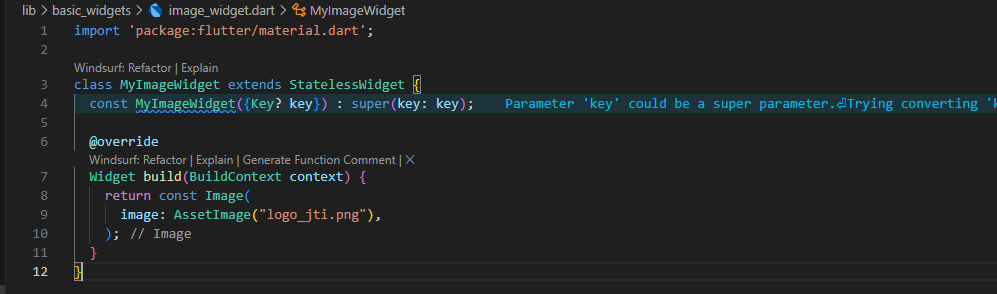 lib > basic_widgets > image_widget.dart > MyImageWidget
1 import 'package:flutter/material.dart';
2
Windsurf: Refactor | Explain
3 class MyImageWidget extends StatelessWidget {
4 const MyImageWidget({Key? key}) : super(key: key); Parameter 'key' could be a super parameter.⏎Trying converting 'k
5
6 @override
Windsurf: Refactor | Explain | Generate Function Comment | ✕
7 Widget build(BuildContext context) {
8 return const Image(
9 image: AssetImage("logo_jti.png"),
10 ); // Image
11 }
12 }